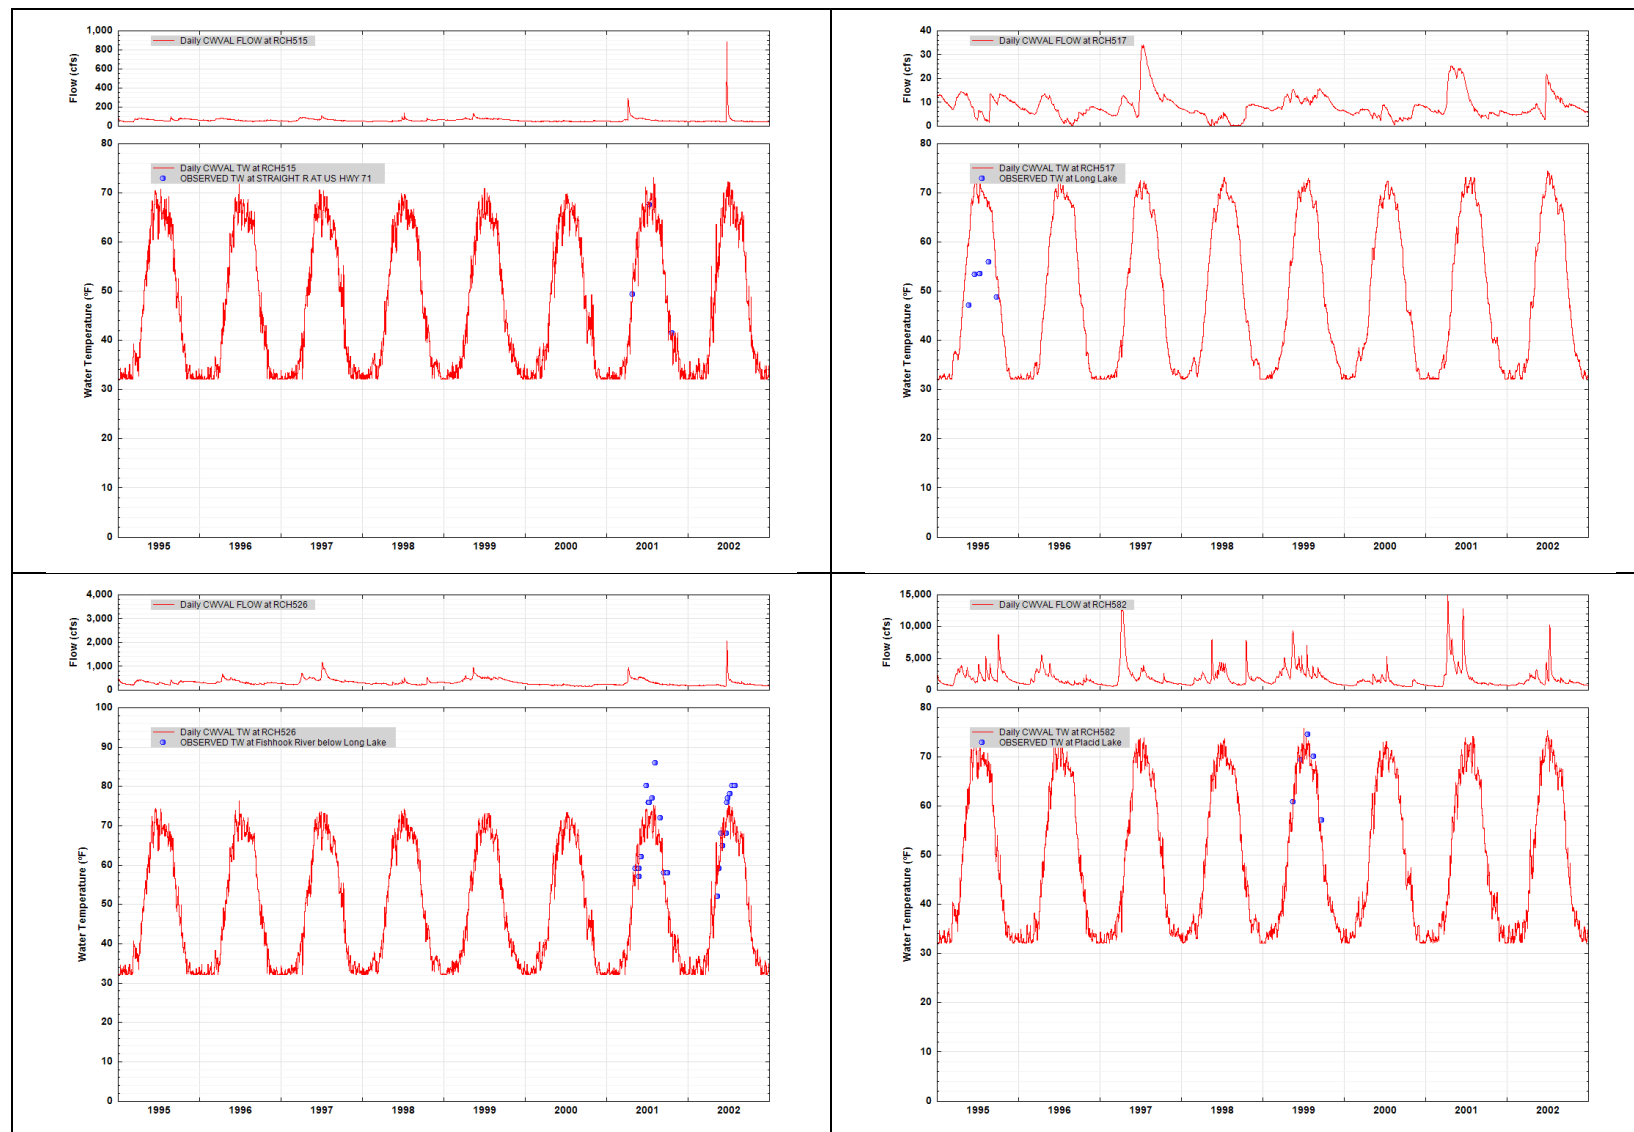 1,000
800
600
400
200
0
Flow (cfs)
Daily CWVAL FLOW at RCH515
80
70
60
50
40
30
20
10
0
Water Temperature (ºF)
Daily CWVAL TW at RCH515
OBSERVED TW at STRAIGHT R AT US HWY 71
1995 1996 1997 1998 1999 2000 2001 2002
40
30
20
10
0
Flow (cfs)
Daily CWVAL FLOW at RCH517
80
70
60
50
40
30
20
10
0
Water Temperature (ºF)
Daily CWVAL TW at RCH517
OBSERVED TW at Long Lake
1995 1996 1997 1998 1999 2000 2001 2002
4,000
3,000
2,000
1,000
0
Flow (cfs)
Daily CWVAL FLOW at RCH526
100
90
80
70
60
50
40
30
20
10
0
Water Temperature (ºF)
Daily CWVAL TW at RCH526
OBSERVED TW at Fishhook River below Long Lake
1995 1996 1997 1998 1999 2000 2001 2002
15,000
10,000
5,000
0
Flow (cfs)
Daily CWVAL FLOW at RCH582
80
70
60
50
40
30
20
10
0
Water Temperature (ºF)
Daily CWVAL TW at RCH582
OBSERVED TW at Placid Lake
1995 1996 1997 1998 1999 2000 2001 2002